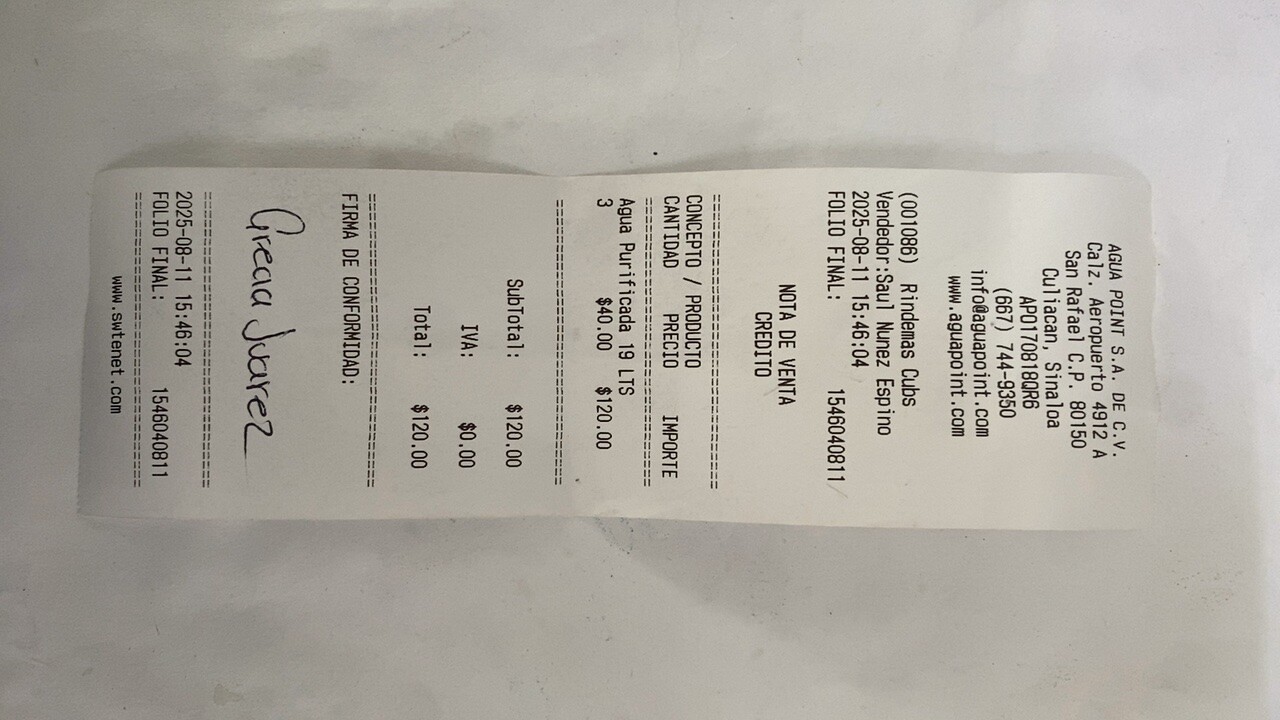 AGUA POINT S.A. DE C.V.
Calz. Aeropuerto 4912 A
San Rafael C.P. 80150
Culiacan, Sinaloa
APO170818QR6
(667) 744-9350
info@aguapoint.com
www.aguapoint.com
(001086) Rindemas Cubs
Vendedor:Saul Nunez Espino
2025-08-11 15:46:04
FOLIO FINAL: 1546040811
NOTA DE VENTA
CREDITO
================================
CONCEPTO / PRODUCTO
CANTIDAD PRECIO IMPORTE
================================
Agua Purificada 19 LTS
3 $40.00 $120.00
================================
SubTotal: $120.00
IVA: $0.00
Total: $120.00
================================
FIRMA DE CONFORMIDAD:
Grecia Juarez
================================
2025-08-11 15:46:04
FOLIO FINAL: 1546040811
================================
www.swtenet.com